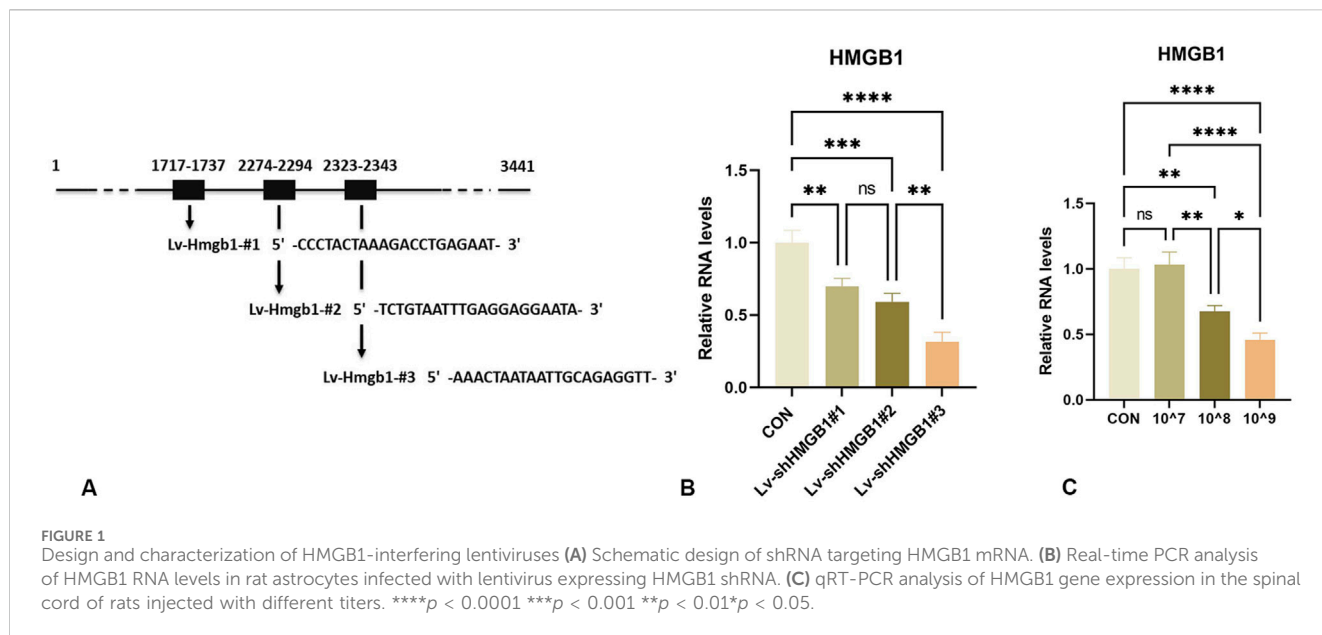 1 1717-1737 2274-2294 2323-2343 3441
Lv-Hmgb1-#1 5' -CCCTACTAAAGACCTGAGAAT- 3'
Lv-Hmgb1-#2 5' -TCTGTAATTTGAGGAGGAATA- 3'
Lv-Hmgb1-#3 5' -AAACTAATAATTGCAGAGGTT- 3'
A
HMGB1
****
***
** ns **
Relative RNA levels
1.5
1.0
0.5
0.0
CON Lv-shHMGB1#1 Lv-shHMGB1#2 Lv-shHMGB1#3
B
HMGB1
****
****
**
ns ** *
Relative RNA levels
1.5
1.0
0.5
0.0
CON 10^7 10^8 10^9
C
FIGURE 1
Design and characterization of HMGB1-interfering lentiviruses (A) Schematic design of shRNA targeting HMGB1 mRNA. (B) Real-time PCR analysis
of HMGB1 RNA levels in rat astrocytes infected with lentivirus expressing HMGB1 shRNA. (C) qRT-PCR analysis of HMGB1 gene expression in the spinal
cord of rats injected with different titers. ****p < 0.0001 ***p < 0.001 **p < 0.01*p < 0.05.